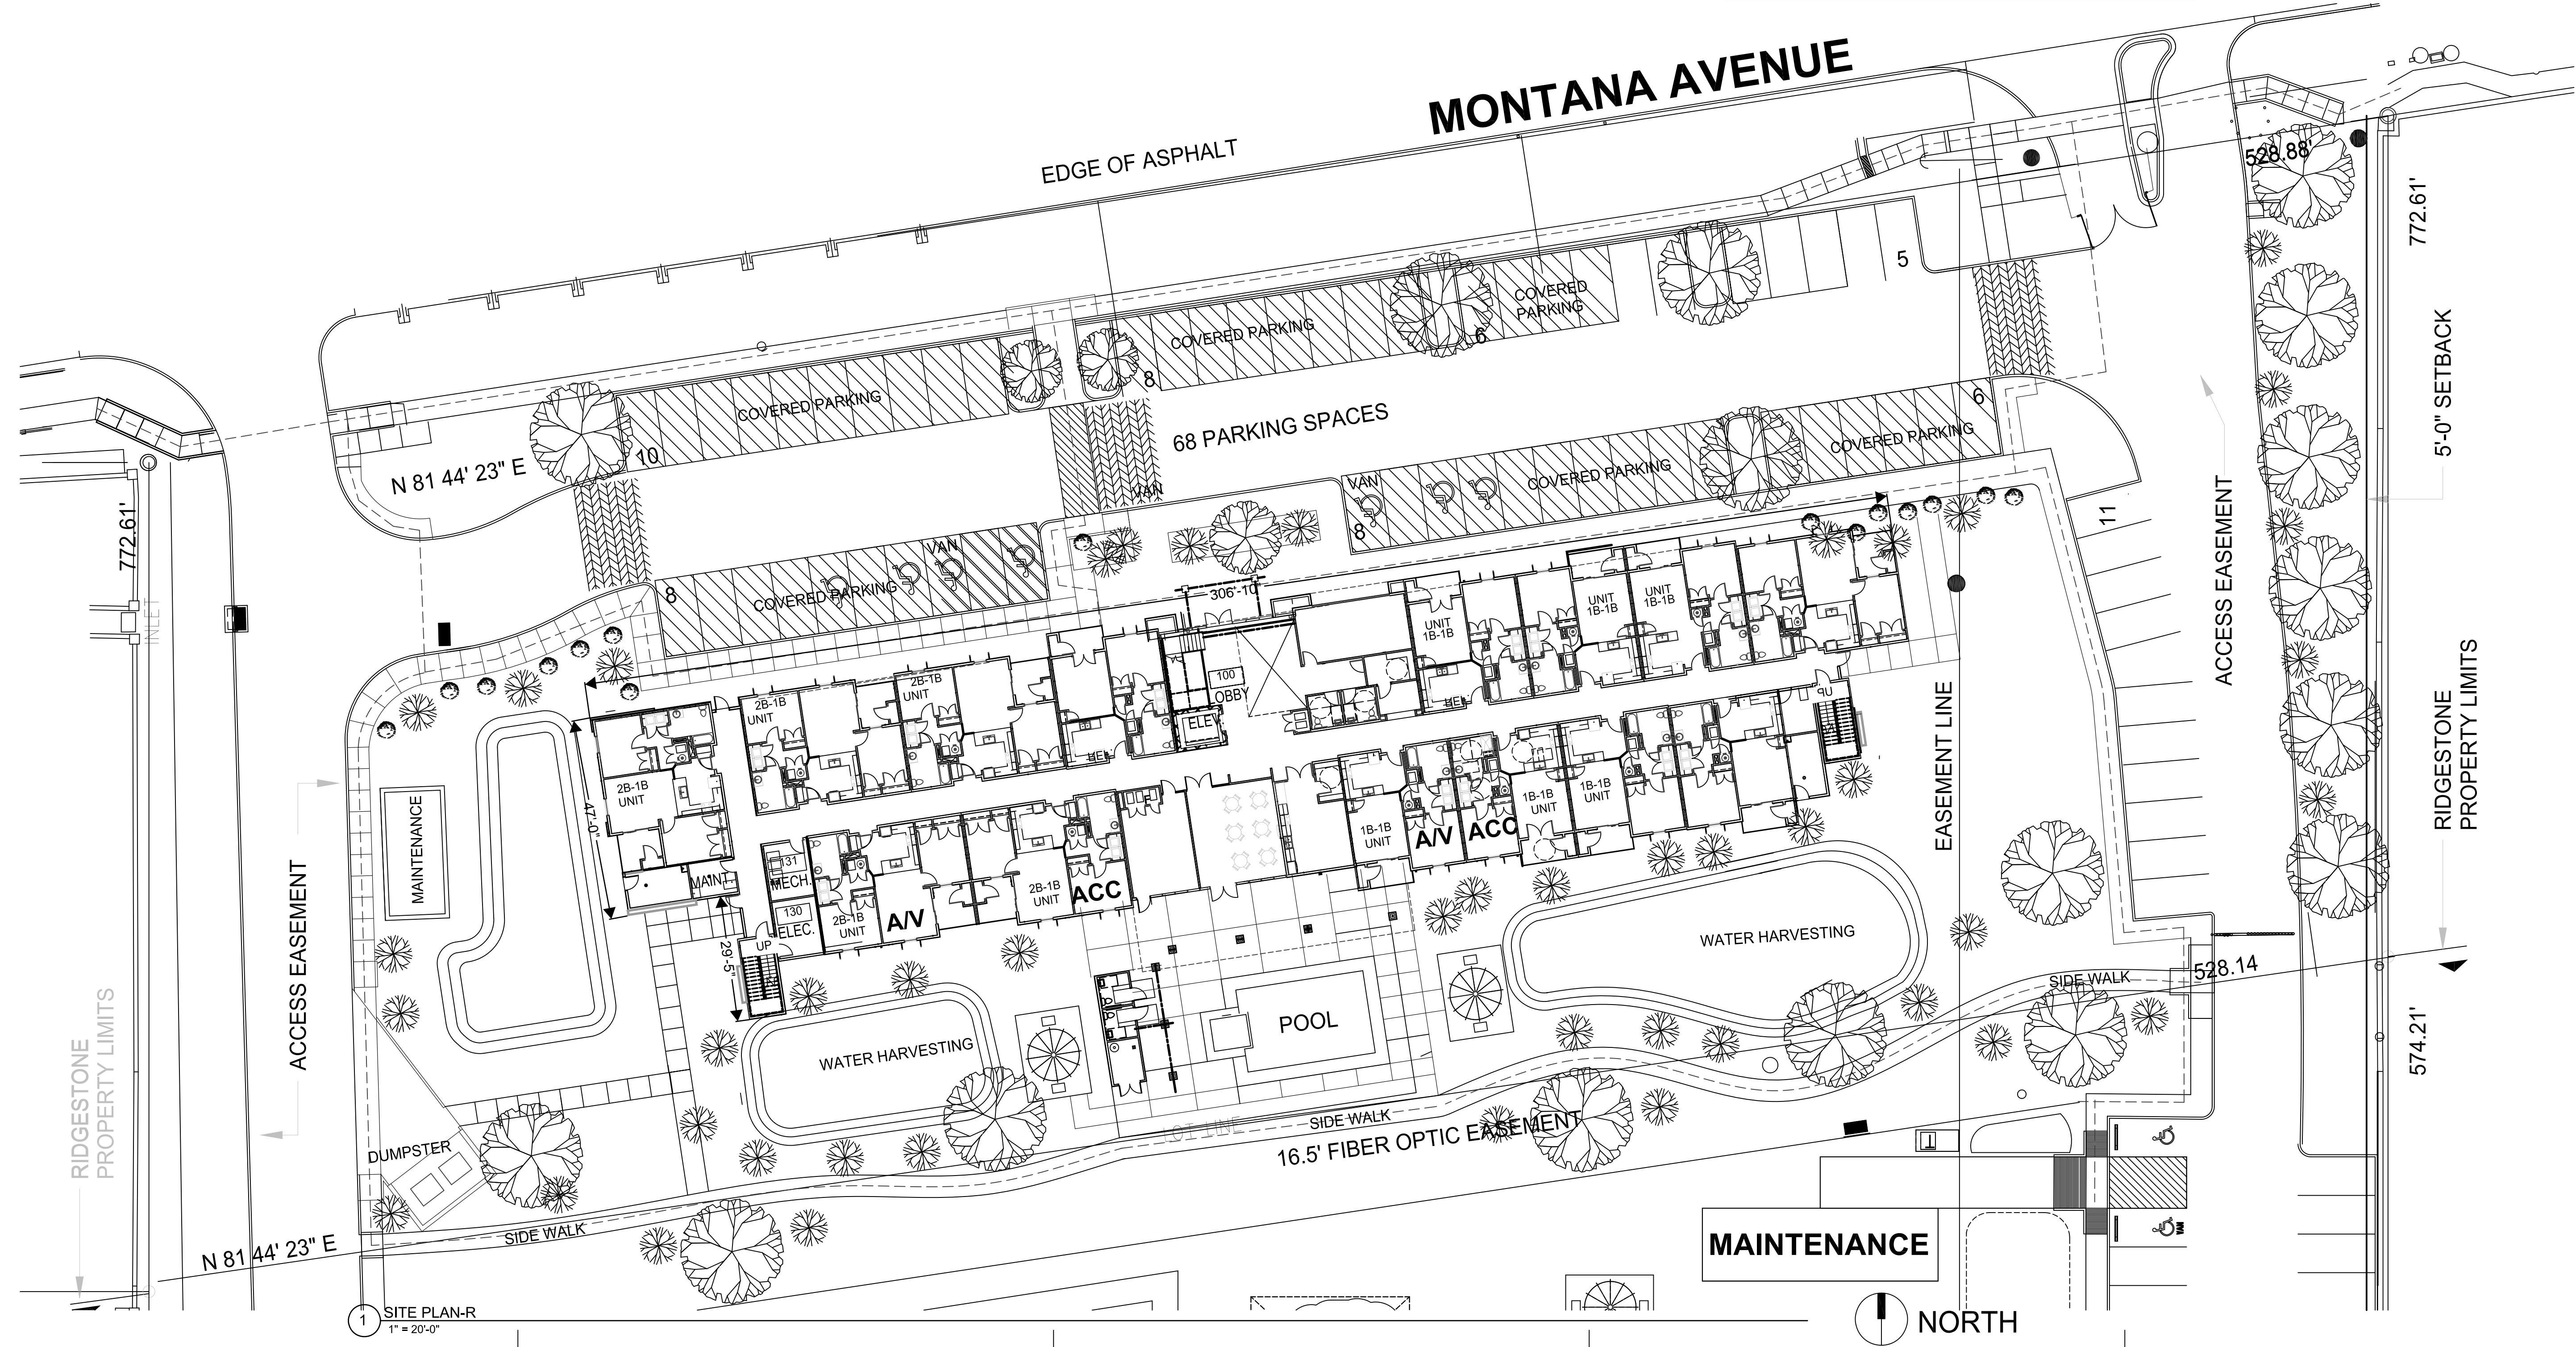 MONTANA AVENUE
EDGE OF ASPHALT
528.88'
772.61'
5'-0" SETBACK
5
COVERED
PARKING
6
COVERED PARKING
8
COVERED PARKING
10
68 PARKING SPACES
N 81 44' 23" E
772.61'
INLET
6
COVERED PARKING
COVERED PARKING
VAN
8
VAN
VAN
COVERED PARKING
8
11
ACCESS EASEMENT
306'-10
UNIT
1B-1B
UNIT
1B-1B
UNIT
1B-1B
100
ELEV
2B-1B
UNIT
2B-1B
UNIT
2B-1B
UNIT
47'-0"
UP
EASEMENT LINE
RIDGESTONE
PROPERTY LIMITS
MAINTENANCE
ACCESS EASEMENT
131
MECH.
MAINT.
130
ELEC.
2B-1B
UNIT
A/V
2B-1B
UNIT
ACC
1B-1B
UNIT
A/V
ACC
1B-1B
UNIT
1B-1B
UNIT
UP
29'-5"
WATER HARVESTING
WATER HARVESTING
POOL
SIDE WALK
528.14
574.21'
RIDGESTONE
PROPERTY LIMITS
LOT LINE
SIDE WALK
16.5' FIBER OPTIC EASEMENT
DUMPSTER
SIDE WALK
N 81 44' 23" E
MAINTENANCE
1
SITE PLAN-R
1" = 20'-0"
NORTH